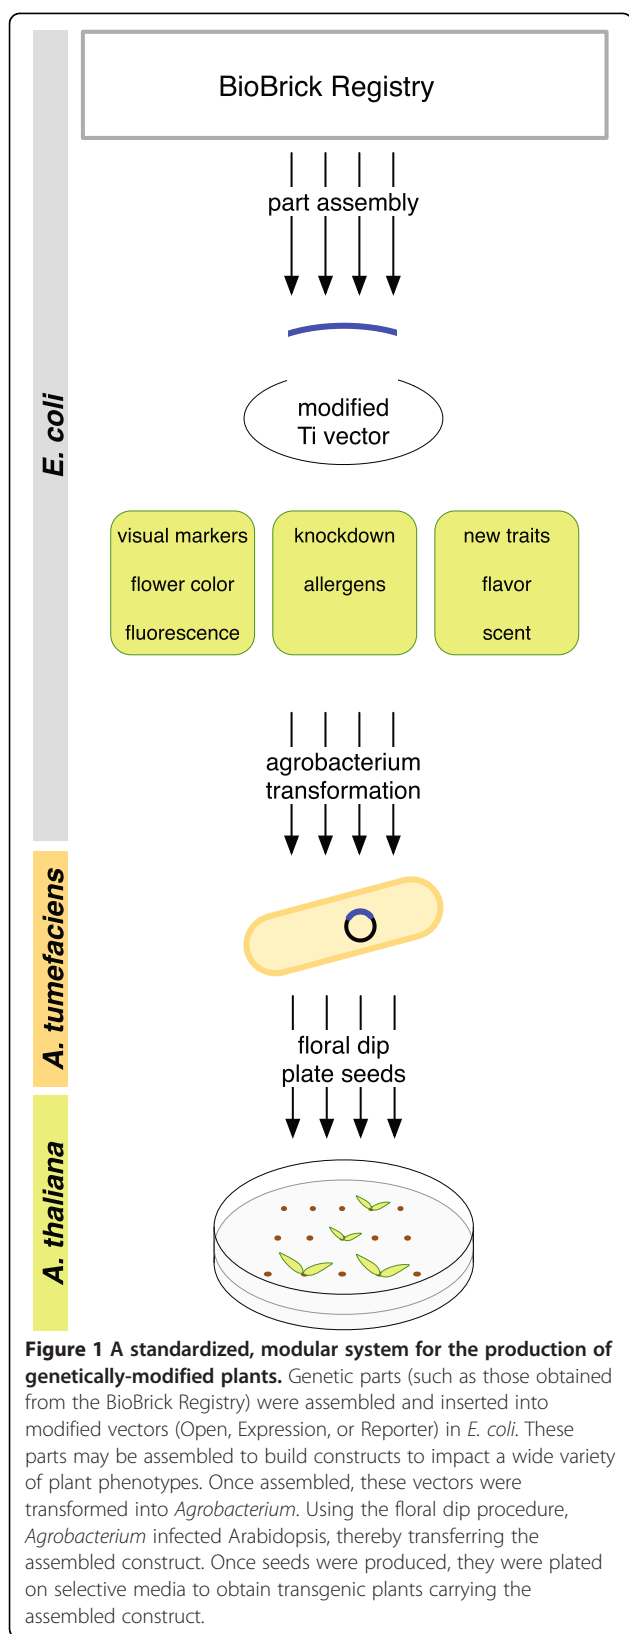 BioBrick Registry
part assembly
E. coli
modified
Ti vector
visual markers
flower color
fluorescence
knockdown
allergens
new traits
flavor
scent
agrobacterium
transformation
A. tumefaciens
floral dip
plate seeds
A. thaliana
Figure 1 A standardized, modular system for the production of
genetically-modified plants. Genetic parts (such as those obtained
from the BioBrick Registry) were assembled and inserted into
modified vectors (Open, Expression, or Reporter) in E. coli. These
parts may be assembled to build constructs to impact a wide variety
of plant phenotypes. Once assembled, these vectors were
transformed into Agrobacterium. Using the floral dip procedure,
Agrobacterium infected Arabidopsis, thereby transferring the
assembled construct. Once seeds were produced, they were plated
on selective media to obtain transgenic plants carrying the
assembled construct.